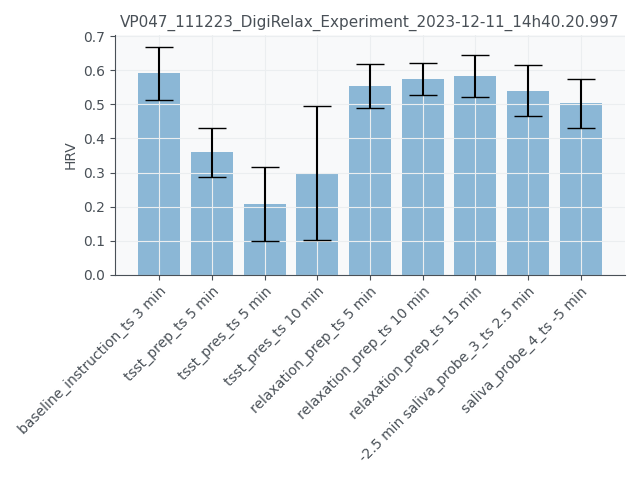 VP047_111223_DigiRelax_Experiment_2023-12-11_14h40.20.997
HRV
0.7
0.6
0.5
0.4
0.3
0.2
0.1
0.0
baseline_instruction_ts 3 min
tsst_prep_ts 5 min
tsst_pres_ts 5 min
tsst_pres_ts 10 min
relaxation_prep_ts 5 min
relaxation_prep_ts 10 min
relaxation_prep_ts 15 min
-2.5 min saliva_probe_3_ts 2.5 min
saliva_probe_4_ts -5 min